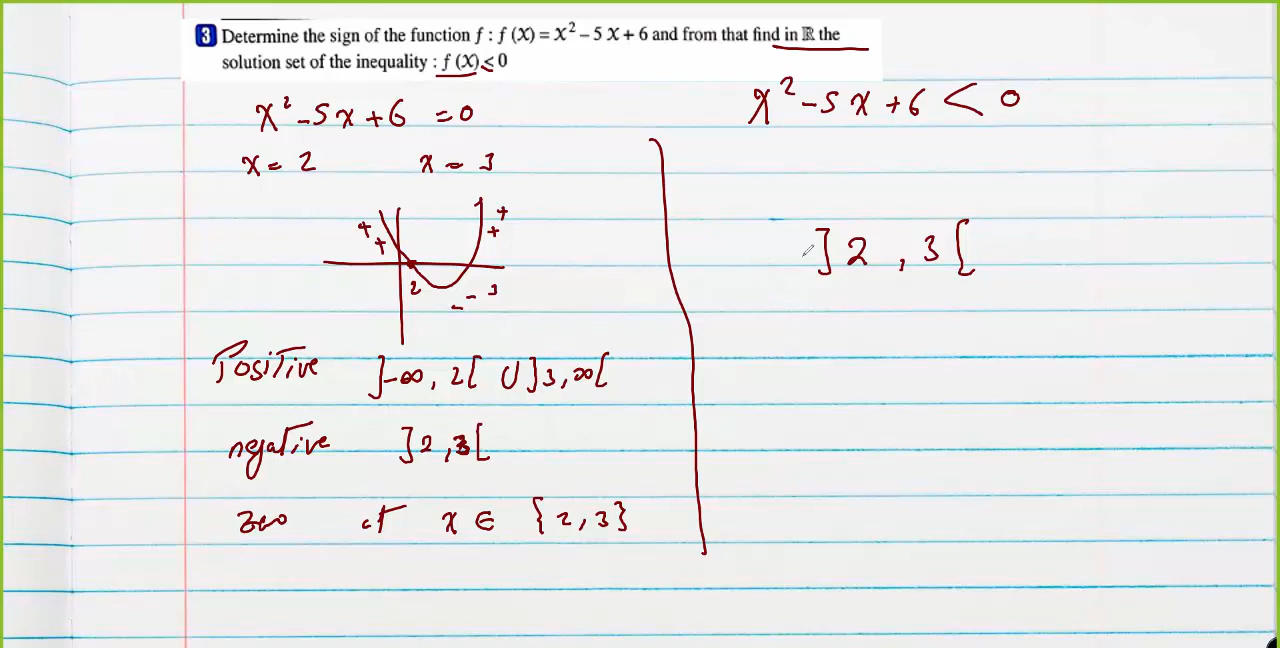 3 Determine the sign of the function f : f (X) = X² – 5 X + 6 and from that find in ℝ the
solution set of the inequality : f (X) < 0
x² - 5x + 6 = 0
x = 2 x = 3
+ + + +
2 - - 3
Positive ]-∞, 2[ ∪ ]3, ∞[
negative ]2, 3[
zero at x ∈ {2, 3}
x² - 5x + 6 < 0
]2, 3[